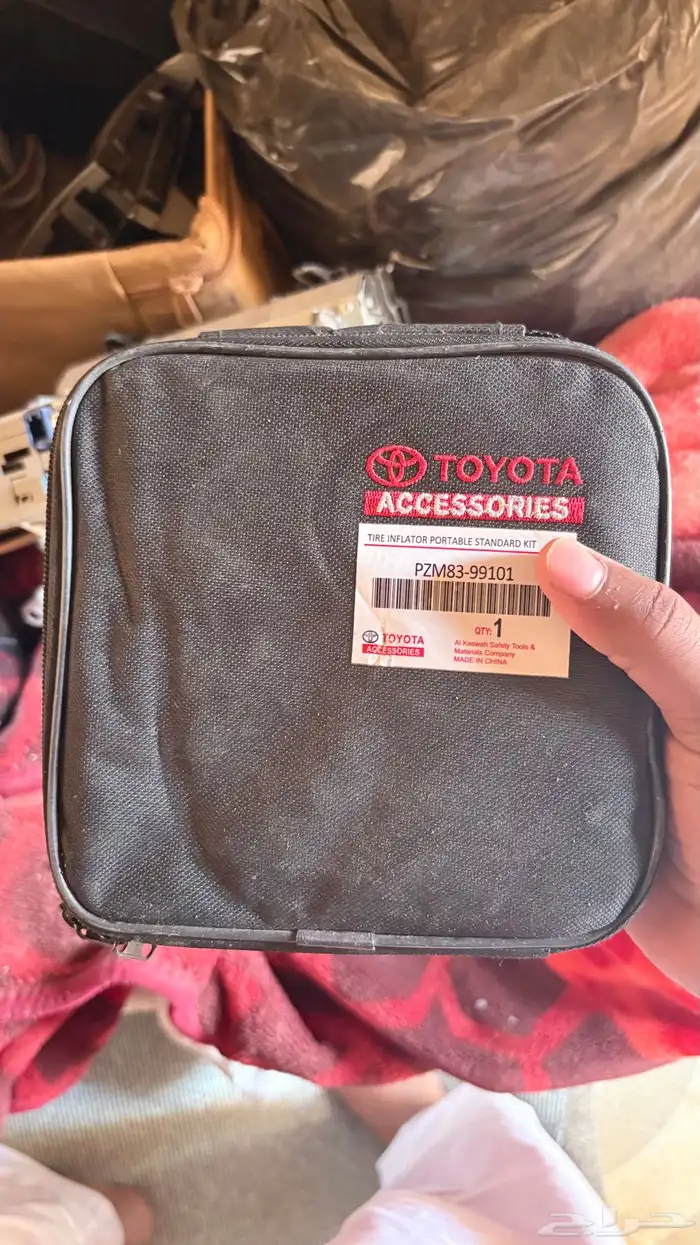 TOYOTA
ACCESSORIES
TIRE INFLATOR PORTABLE STANDARD KIT
PZM83-99101
QTY: 1
TOYOTA
ACCESSORIES
Al Keswah Safety Tools &
Materials Company
MADE IN CHINA
حراج